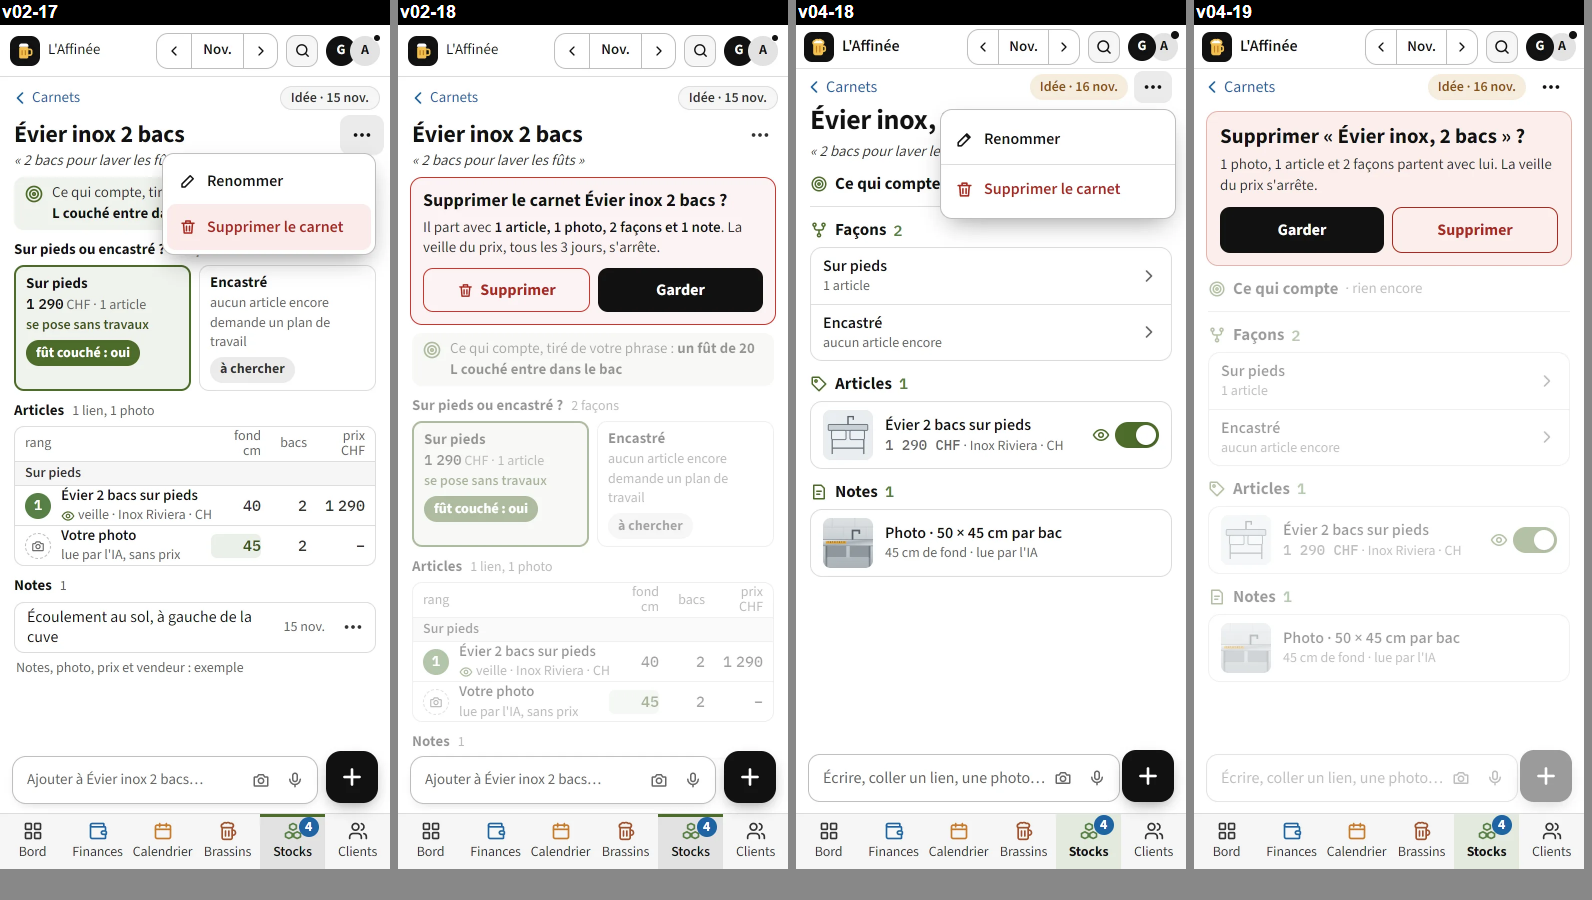 v02-17
L'Affinée
Nov.
G
A
Carnets
Idée · 15 nov.
Évier inox 2 bacs
« 2 bacs pour laver les fû
Renommer
Supprimer le carnet
Ce qui compte, tir
L couché entre da
Sur pieds ou encastré ?
Sur pieds
1 290 CHF · 1 article
se pose sans travaux
fût couché : oui
Encastré
aucun article encore
demande un plan de
travail
à chercher
Articles 1 lien, 1 photo
rang
fond
cm
bacs
prix
CHF
Sur pieds
1 Évier 2 bacs sur pieds 40 2 1 290
veille · Inox Riviera · CH
Votre photo 45 2 –
lue par l'IA, sans prix
Notes 1
Écoulement au sol, à gauche de la
cuve
15 nov.
Notes, photo, prix et vendeur : exemple
Ajouter à Évier inox 2 bacs…
4
Bord Finances Calendrier Brassins Stocks Clients
v02-18
L'Affinée
Nov.
G
A
Carnets
Idée · 15 nov.
Évier inox 2 bacs
« 2 bacs pour laver les fûts »
Supprimer le carnet Évier inox 2 bacs ?
Il part avec 1 article, 1 photo, 2 façons et 1 note. La
veille du prix, tous les 3 jours, s'arrête.
Supprimer
Garder
Ce qui compte, tiré de votre phrase : un fût de 20
L couché entre dans le bac
Sur pieds ou encastré ? 2 façons
Sur pieds
1 290 CHF · 1 article
se pose sans travaux
fût couché : oui
Encastré
aucun article encore
demande un plan de
travail
à chercher
Articles 1 lien, 1 photo
rang
fond
cm
bacs
prix
CHF
Sur pieds
1 Évier 2 bacs sur pieds 40 2 1 290
veille · Inox Riviera · CH
Votre photo 45 2 –
lue par l'IA, sans prix
Notes 1
Ajouter à Évier inox 2 bacs…
4
Bord Finances Calendrier Brassins Stocks Clients
v04-18
L'Affinée
Nov.
G
A
Carnets
Idée · 16 nov.
Évier inox,
« 2 bacs pour laver le
Renommer
Supprimer le carnet
Ce qui compte
Façons 2
Sur pieds
1 article
Encastré
aucun article encore
Articles 1
Évier 2 bacs sur pieds
1 290 CHF · Inox Riviera · CH
Notes 1
Photo · 50 × 45 cm par bac
45 cm de fond · lue par l'IA
Écrire, coller un lien, une photo…
4
Bord Finances Calendrier Brassins Stocks Clients
v04-19
L'Affinée
Nov.
G
A
Carnets
Idée · 16 nov.
Supprimer « Évier inox, 2 bacs » ?
1 photo, 1 article et 2 façons partent avec lui. La veille
du prix s'arrête.
Garder
Supprimer
Ce qui compte · rien encore
Façons 2
Sur pieds
1 article
Encastré
aucun article encore
Articles 1
Évier 2 bacs sur pieds
1 290 CHF · Inox Riviera · CH
Notes 1
Photo · 50 × 45 cm par bac
45 cm de fond · lue par l'IA
Écrire, coller un lien, une photo…
4
Bord Finances Calendrier Brassins Stocks Clients